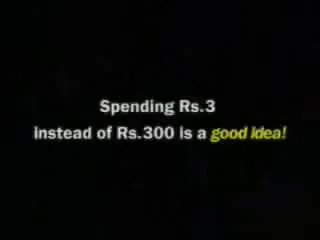 Spending Rs.3
instead of Rs.300 is a good idea!